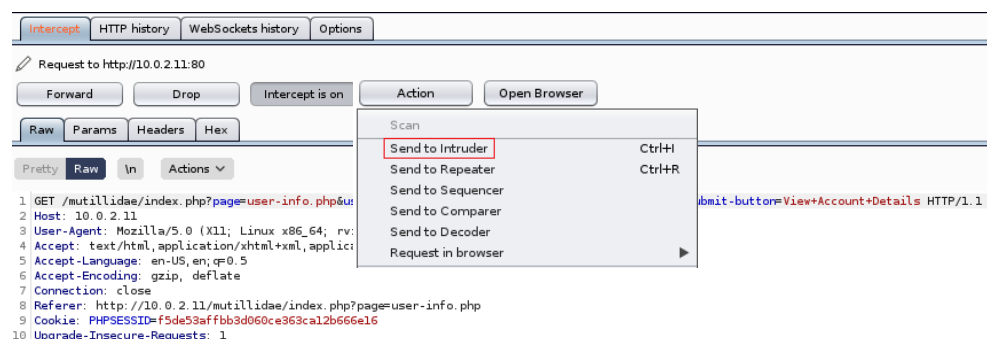 Intercept HTTP history WebSockets history Options
Request to http://10.0.2.11:80
Forward Drop Intercept is on Action Open Browser
Raw Params Headers Hex
Scan
Send to Intruder Ctrl+I
Send to Repeater Ctrl+R
Send to Sequencer
Send to Comparer
Send to Decoder
Request in browser
Pretty Raw \n Actions
1 GET /mutillidae/index.php?page=user-info.php&us bmit-button=View+Account+Details HTTP/1.1
2 Host: 10.0.2.11
3 User-Agent: Mozilla/5.0 (X11; Linux x86_64; rv:
4 Accept: text/html,application/xhtml+xml,applica
5 Accept-Language: en-US,en;q=0.5
6 Accept-Encoding: gzip, deflate
7 Connection: close
8 Referer: http://10.0.2.11/mutillidae/index.php?page=user-info.php
9 Cookie: PHPSESSID=f5de53affbb3d060ce363ca12b666e16
10 Upgrade-Insecure-Requests: 1